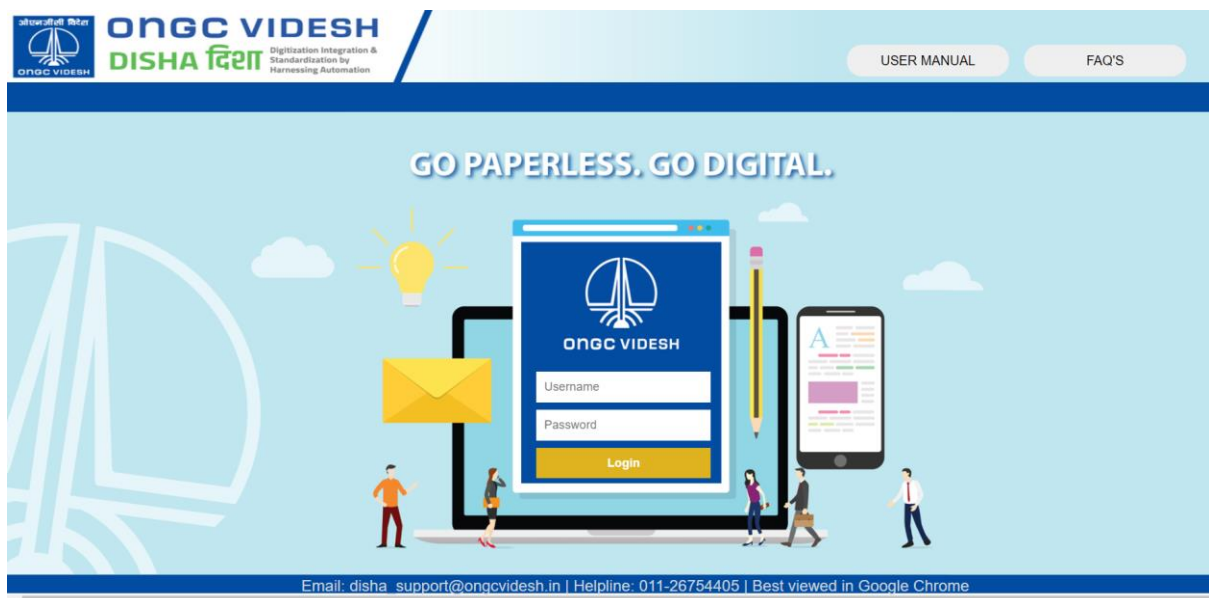 ओएनजीसी विदेश
ONGC VIDESH
ONGC VIDESH
DISHA दिशा
Digitization Integration &
Standardization by
Harnessing Automation
USER MANUAL
FAQ'S
GO PAPERLESS. GO DIGITAL.
ONGC VIDESH
Username
Password
Login
A
Email: disha_support@ongcvidesh.in | Helpline: 011-26754405 | Best viewed in Google Chrome